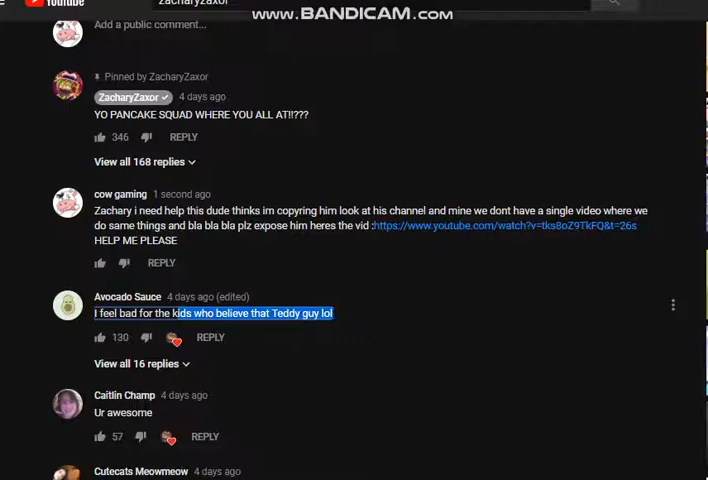 YouTube
zacharyzaxor
www.BANDICAM.com
Add a public comment...
Pinned by ZacharyZaxor
ZacharyZaxor 4 days ago
YO PANCAKE SQUAD WHERE YOU ALL AT!!???
346 REPLY
View all 168 replies
cow gaming 1 second ago
Zachary i need help this dude thinks im copyring him look at his channel and mine we dont have a single video where we
do same things and bla bla bla plz expose him heres the vid :https://www.youtube.com/watch?v=tks8oZ9TkFQ&t=26s
HELP ME PLEASE
REPLY
Avocado Sauce 4 days ago (edited)
I feel bad for the kids who believe that Teddy guy lol
130 REPLY
View all 16 replies
Caitlin Champ 4 days ago
Ur awesome
57 REPLY
Cutecats Meowmeow 4 days ago